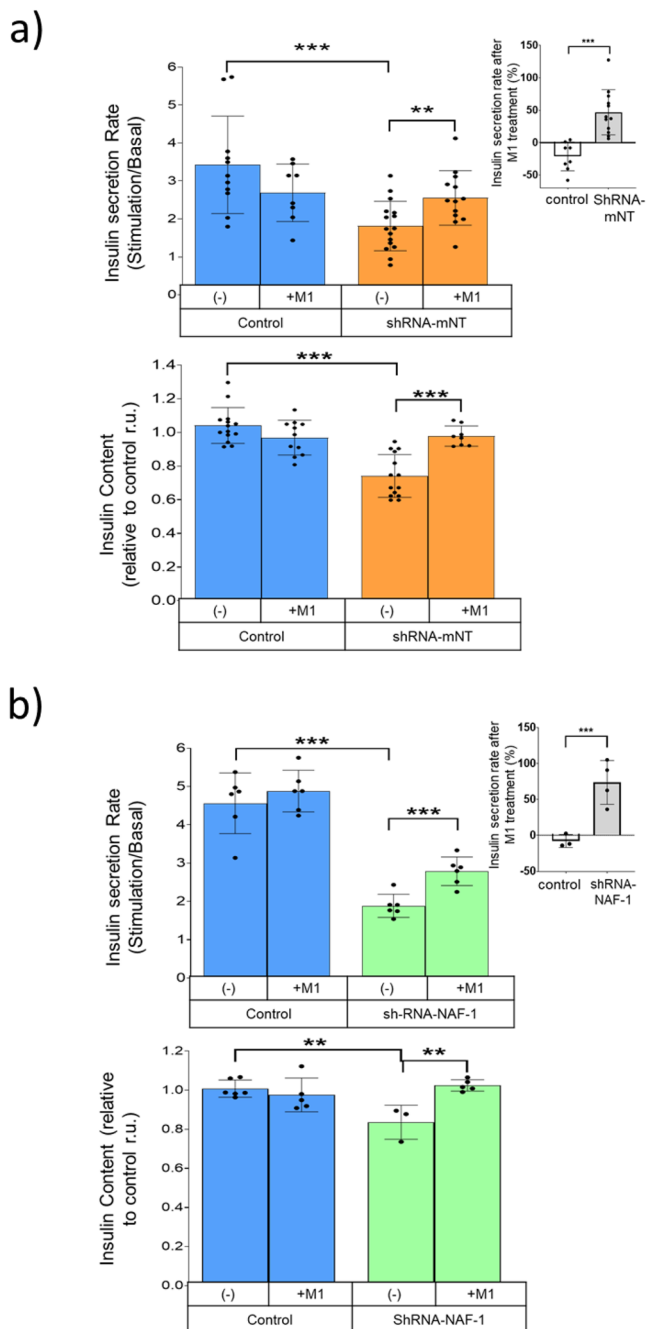 a)
***
**
Insulin secretion Rate
(Stimulation/Basal)
6
5
4
3
2
1
0
(-)
+M1
(-)
+M1
Control
shRNA-mNT
Insulin secretion rate after
M1 treatment (%)
150
100
50
0
-50
***
control
ShRNA-
mNT
***
***
Insulin Content
(relative to control r.u.)
1.4
1.2
1.0
0.8
0.6
0.4
0.2
0.0
(-)
+M1
(-)
+M1
Control
shRNA-mNT
b)
***
***
Insulin secretion Rate
(Stimulation/Basal)
6
5
4
3
2
1
0
(-)
+M1
(-)
+M1
Control
sh-RNA-NAF-1
Insulin secretion rate after
M1 treatment (%)
150
100
50
0
-50
***
control
shRNA-
NAF-1
**
**
Insulin Content (relative
to control r.u.)
1.2
1.0
0.8
0.6
0.4
0.2
0.0
(-)
+M1
(-)
+M1
Control
ShRNA-NAF-1